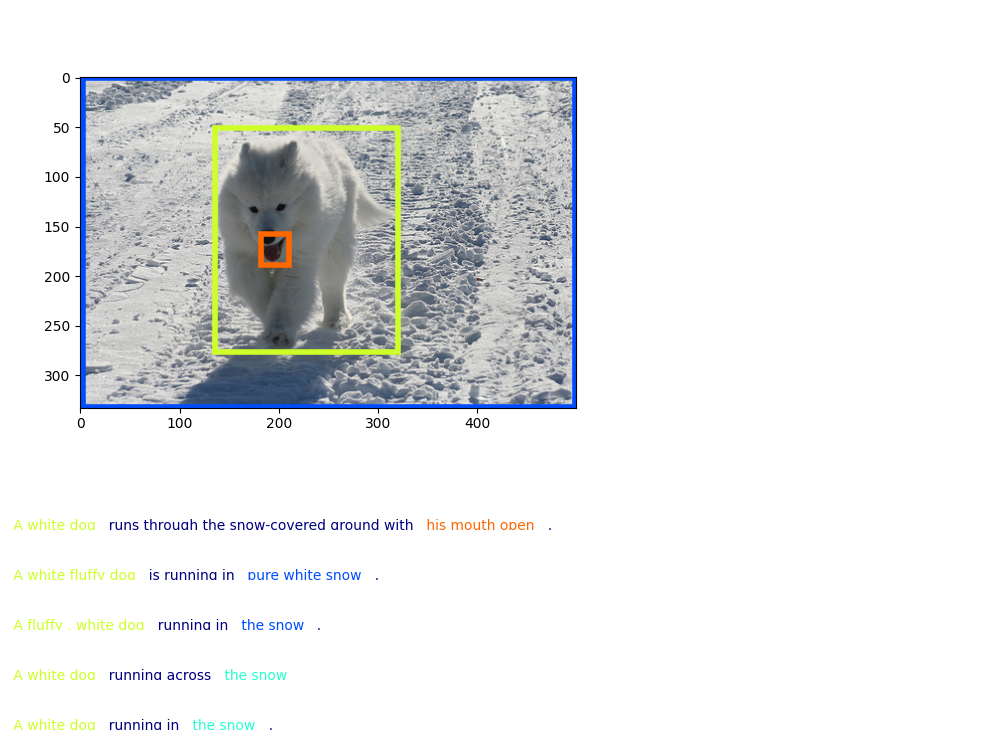 0
50
100
150
200
250
300
0 100 200 300 400
A white dog runs through the snow-covered ground with his mouth open .
A white fluffy dog is running in pure white snow .
A fluffy , white dog running in the snow .
A white dog running across the snow
A white dog running in the snow .